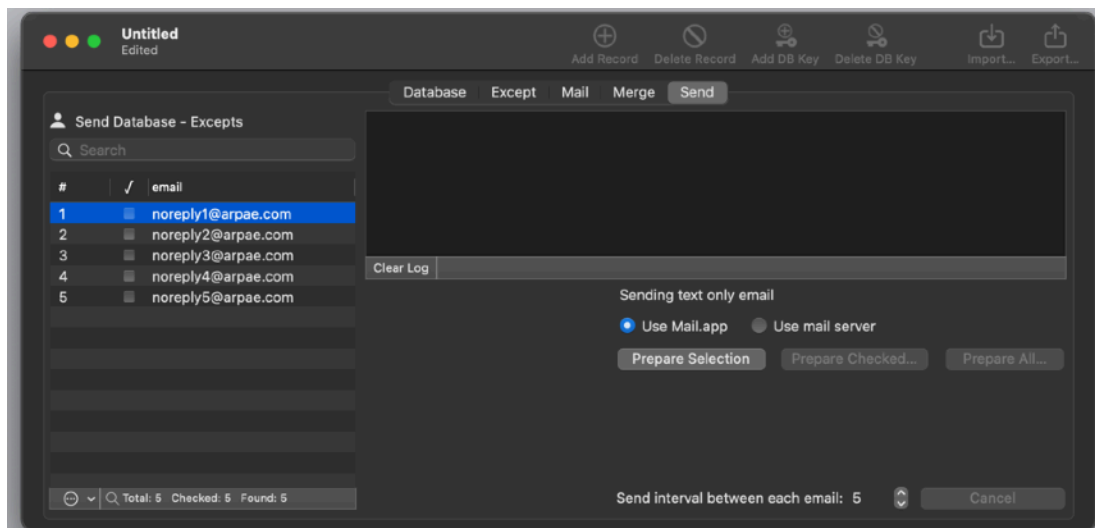 Untitled
Edited
Add Record Delete Record Add DB Key Delete DB Key Import... Export...
Database Except Mail Merge Send
Send Database - Excepts
Search
# √ email
1 noreply1@arpae.com
2 noreply2@arpae.com
3 noreply3@arpae.com
4 noreply4@arpae.com
5 noreply5@arpae.com
Clear Log
Sending text only email
Use Mail.app Use mail server
Prepare Selection Prepare Checked... Prepare All...
Total: 5 Checked: 5 Found: 5
Send interval between each email: 5 Cancel